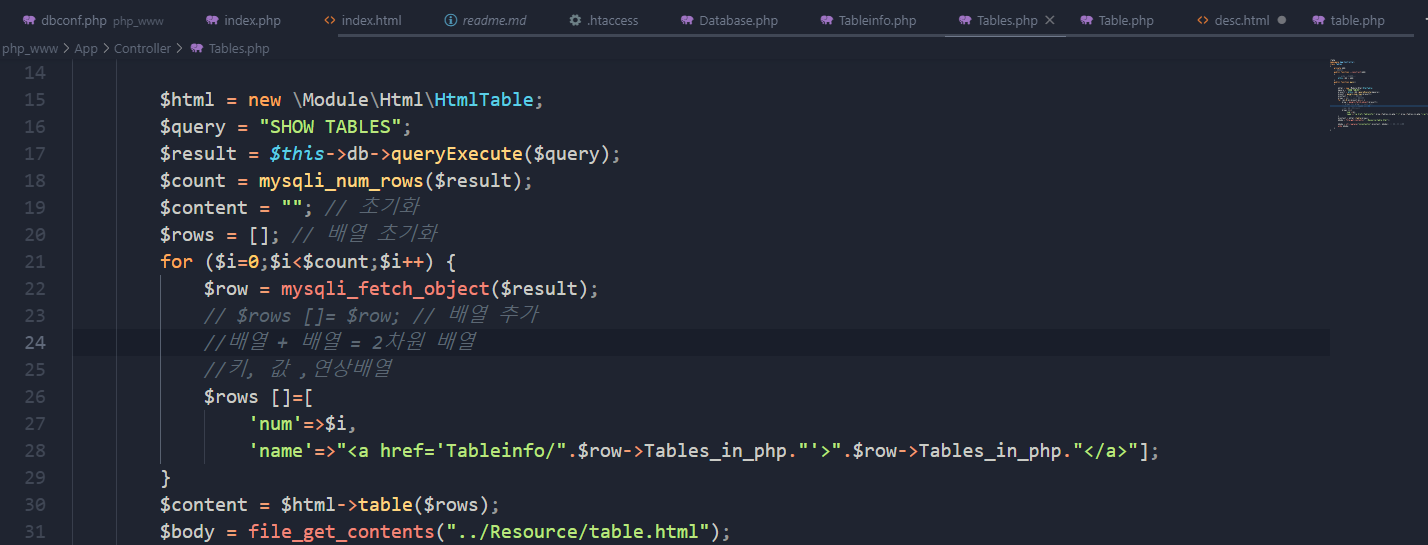 dbconf.php php_www index.php index.html readme.md .htaccess Database.php Tableinfo.php Tables.php Table.php desc.html table.php
php_www > App > Controller > Tables.php
14
15 $html = new \Module\Html\HtmlTable;
16 $query = "SHOW TABLES";
17 $result = $this->db->queryExecute($query);
18 $count = mysqli_num_rows($result);
19 $content = ""; // 초기화
20 $rows = []; // 배열 초기화
21 for ($i=0;$i<$count;$i++) {
22 $row = mysqli_fetch_object($result);
23 // $rows []= $row; // 배열 추가
24 //배열 + 배열 = 2차원 배열
25 //키, 값 ,연상배열
26 $rows []=[
27 'num'=>$i,
28 'name'=>"<a href='Tableinfo/".$row->Tables_in_php."'>".$row->Tables_in_php."</a>"];
29 }
30 $content = $html->table($rows);
31 $body = file_get_contents("../Resource/table.html");